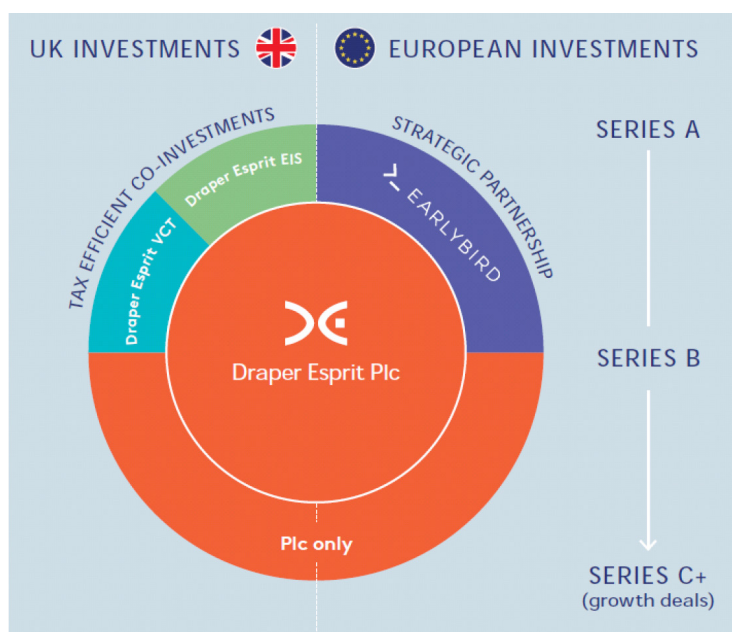 UK INVESTMENTS
EUROPEAN INVESTMENTS
TAX EFFICIENT CO-INVESTMENTS
STRATEGIC PARTNERSHIP
Draper Esprit EIS
Draper Esprit VCT
EARLYBIRD
Draper Esprit Plc
Plc only
SERIES A
SERIES B
SERIES C+
(growth deals)